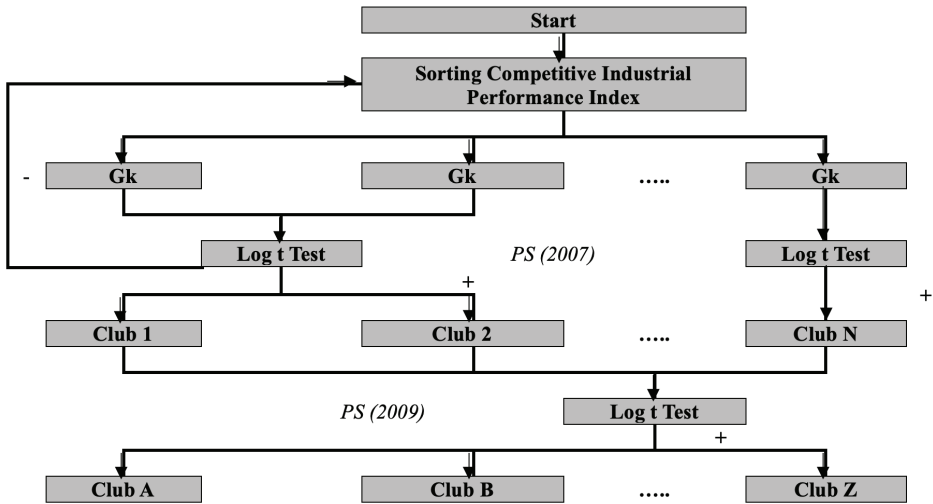 Start
Sorting Competitive Industrial
Performance Index
-
Gk
Gk
.....
Gk
Log t Test
PS (2007)
Log t Test
+
+
Club 1
Club 2
.....
Club N
PS (2009)
Log t Test
+
Club A
Club B
.....
Club Z